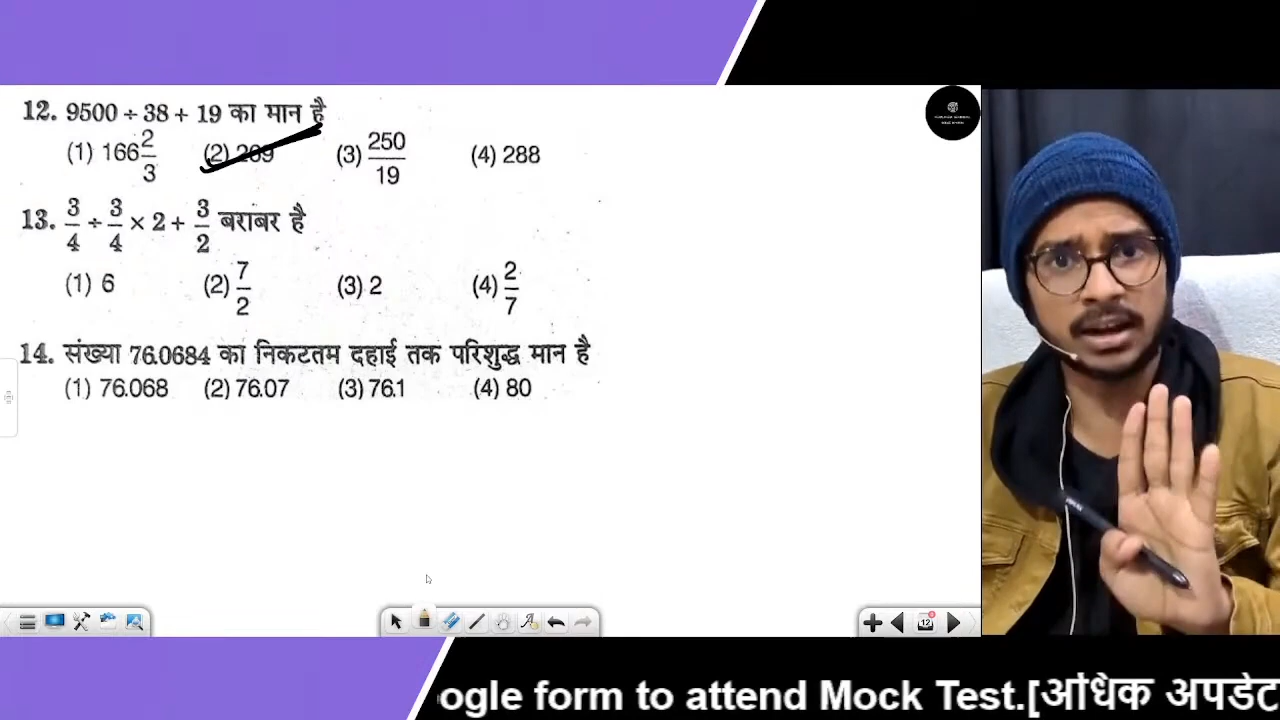 12. 9500 ÷ 38 + 19 का मान है
(1) 166 2/3 (2) 269 (3) 250/19 (4) 288
13. 3/4 ÷ 3/4 × 2 + 3/2 बराबर है
(1) 6 (2) 7/2 (3) 2 (4) 2/7
14. संख्या 76.0684 का निकटतम दहाई तक परिशुद्ध मान है
(1) 76.068 (2) 76.07 (3) 76.1 (4) 80
12
oogle form to attend Mock Test.[अधिक अपडेट